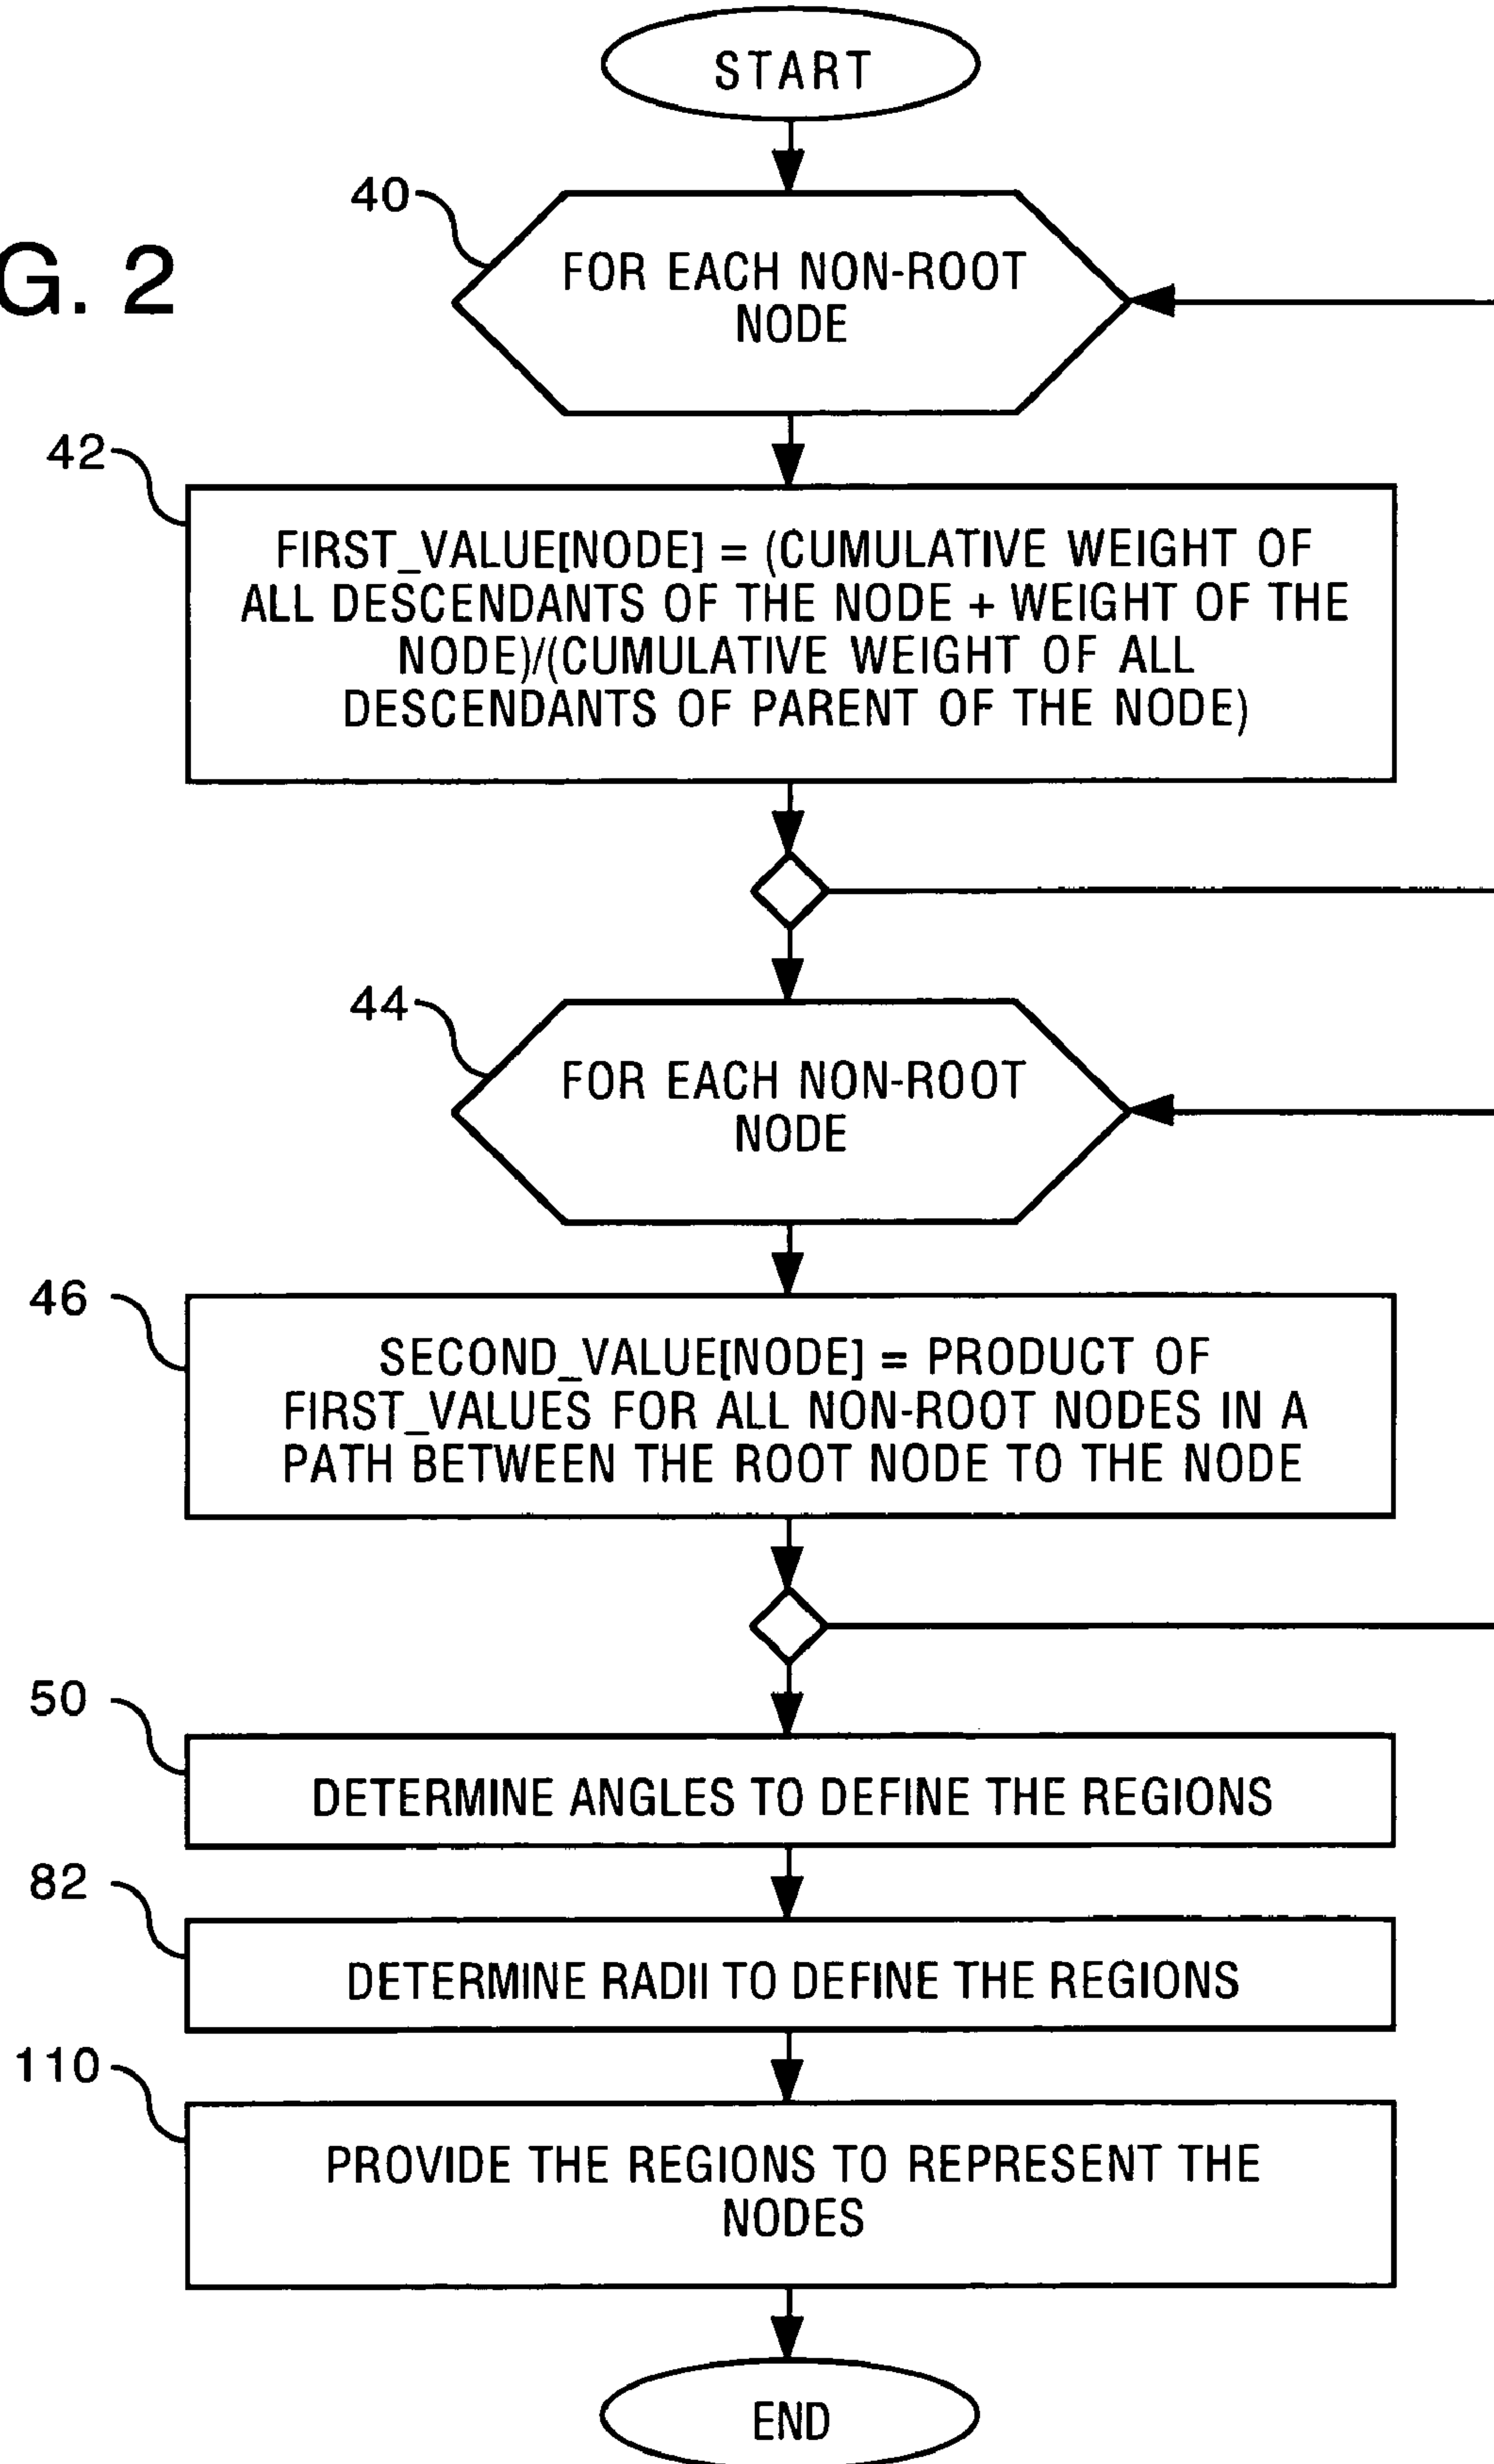 START
40
G. 2
FOR EACH NON-ROOT
NODE
42
FIRST_VALUE[NODE] = (CUMULATIVE WEIGHT OF
ALL DESCENDANTS OF THE NODE + WEIGHT OF THE
NODE)/(CUMULATIVE WEIGHT OF ALL
DESCENDANTS OF PARENT OF THE NODE)
44
FOR EACH NON-ROOT
NODE
46
SECOND_VALUE[NODE] = PRODUCT OF
FIRST_VALUES FOR ALL NON-ROOT NODES IN A
PATH BETWEEN THE ROOT NODE TO THE NODE
50
DETERMINE ANGLES TO DEFINE THE REGIONS
82
DETERMINE RADII TO DEFINE THE REGIONS
110
PROVIDE THE REGIONS TO REPRESENT THE
NODES
END